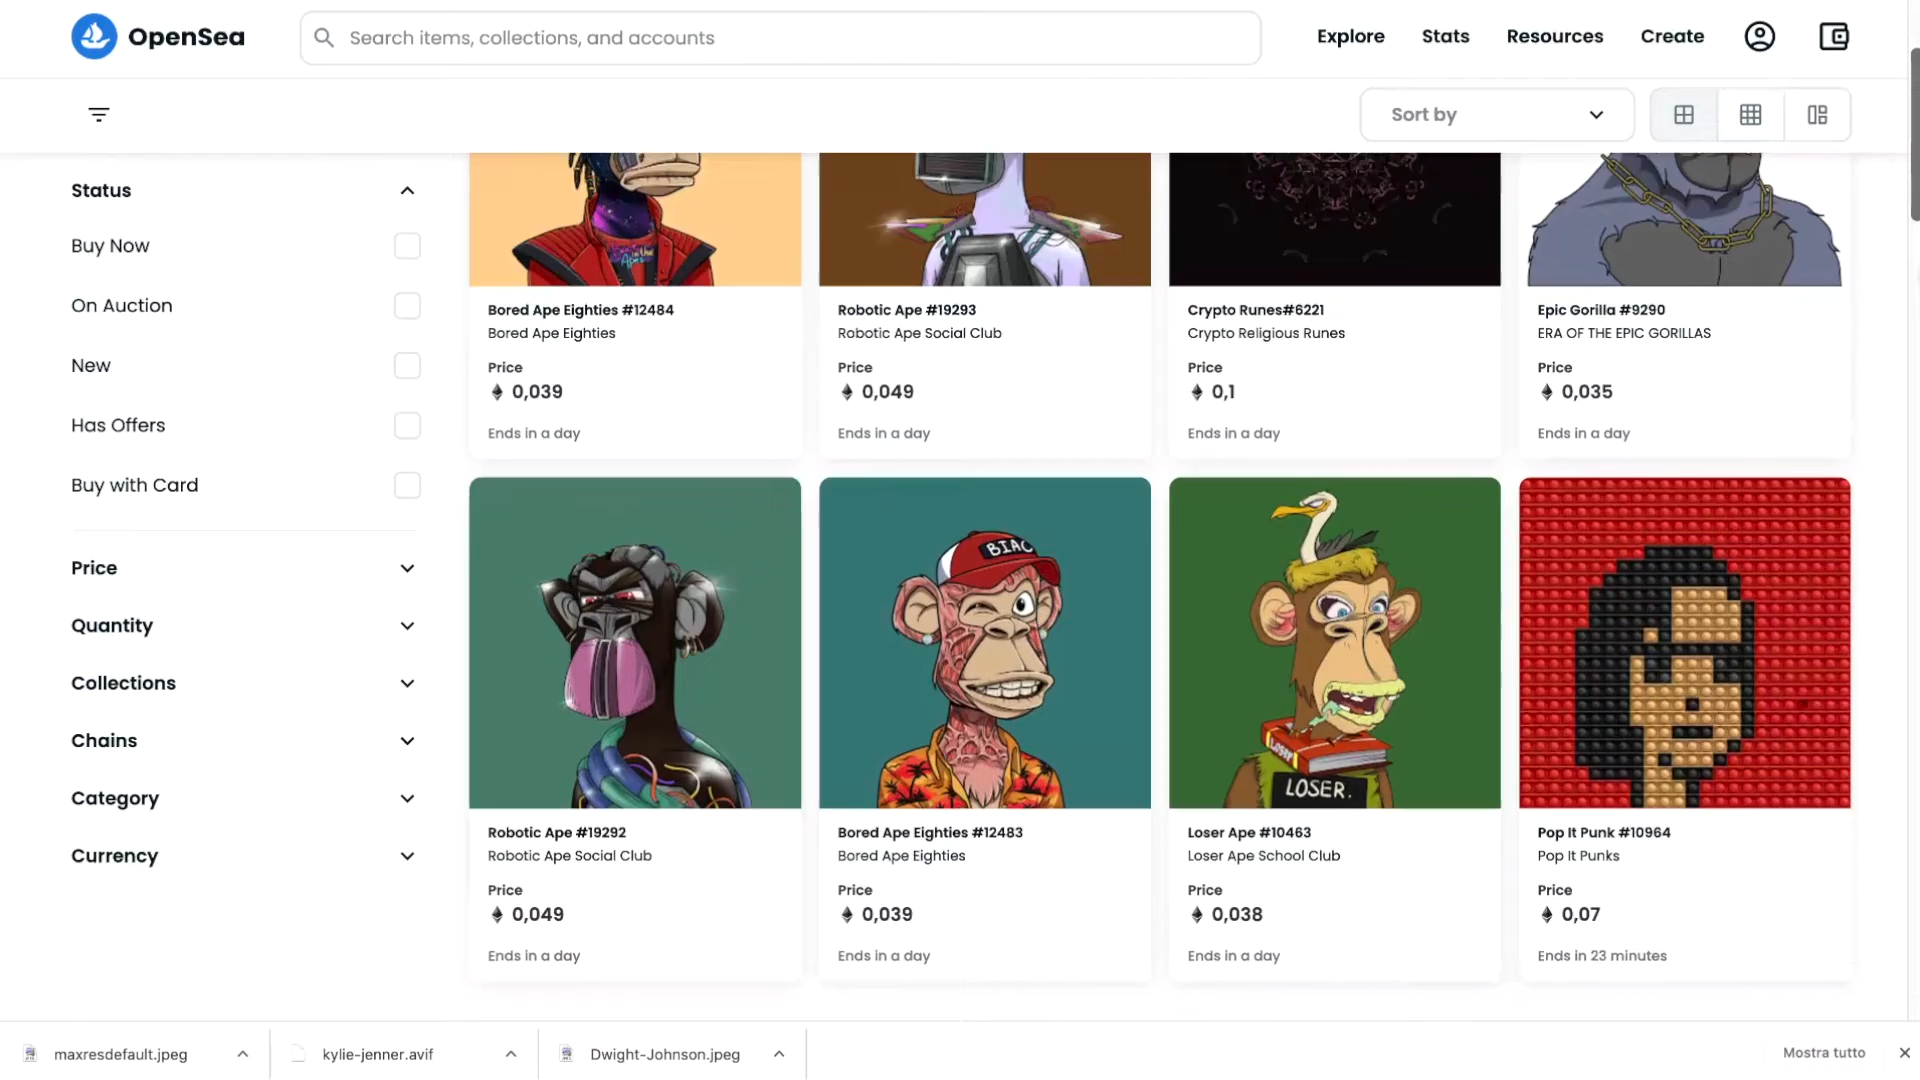 OpenSea
Search items, collections, and accounts
Explore
Stats
Resources
Create
Sort by
Status
Buy Now
On Auction
New
Has Offers
Buy with Card
Price
Quantity
Collections
Chains
Category
Currency
Bored Ape Eighties #12484
Bored Ape Eighties
Price
0,039
Ends in a day
Robotic Ape #19293
Robotic Ape Social Club
Price
0,049
Ends in a day
Crypto Runes#6221
Crypto Religious Runes
Price
0,1
Ends in a day
Epic Gorilla #9290
ERA OF THE EPIC GORILLAS
Price
0,035
Ends in a day
BIAC
LOSER
LOSER.
Robotic Ape #19292
Robotic Ape Social Club
Price
0,049
Ends in a day
Bored Ape Eighties #12483
Bored Ape Eighties
Price
0,039
Ends in a day
Loser Ape #10463
Loser Ape School Club
Price
0,038
Ends in a day
Pop It Punk #10964
Pop It Punks
Price
0,07
Ends in 23 minutes
maxresdefault.jpeg
kylie-jenner.avif
Dwight-Johnson.jpeg
Mostra tutto